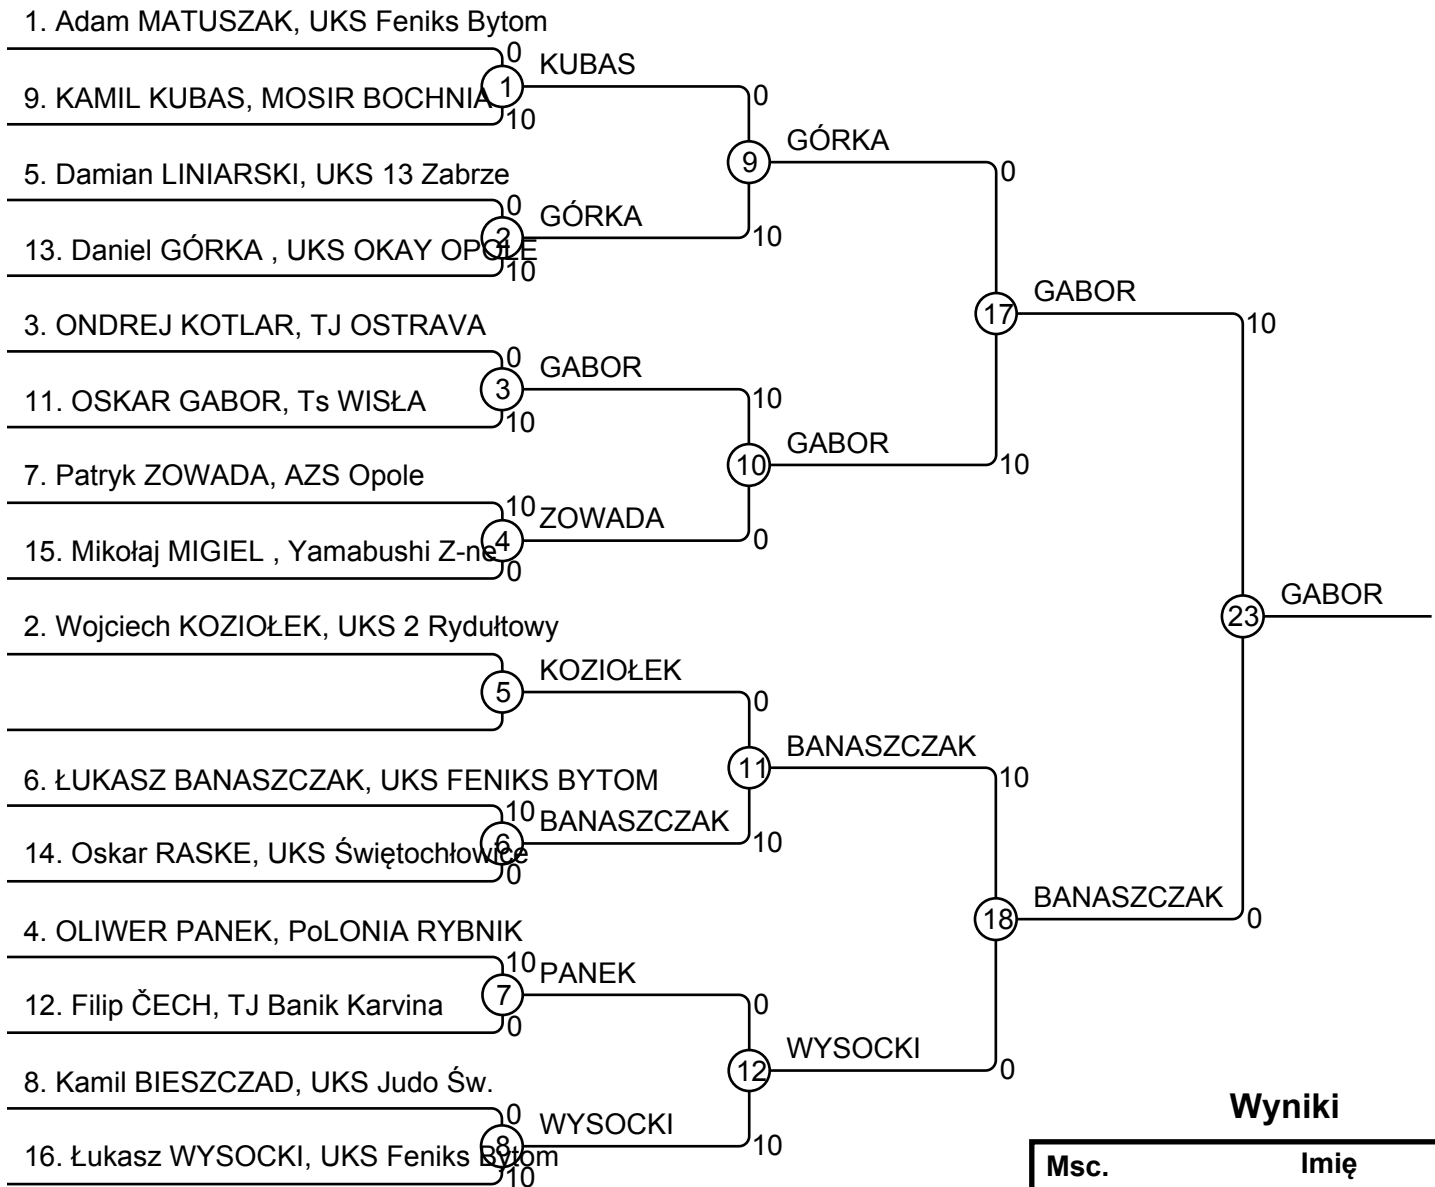 1. Adam MATUSZAK, UKS Feniks Bytom
0
1
KUBAS
9. KAMIL KUBAS, MOSIR BOCHNIA
10
0
9
GÓRKA
5. Damian LINIARSKI, UKS 13 Zabrze
0
2
GÓRKA
13. Daniel GÓRKA , UKS OKAY OPOLE
10
10
0
17
GABOR
3. ONDREJ KOTLAR, TJ OSTRAVA
0
3
GABOR
11. OSKAR GABOR, Ts WISŁA
10
10
10
GABOR
10
7. Patryk ZOWADA, AZS Opole
10
4
ZOWADA
15. Mikołaj MIGIEL , Yamabushi Z-ne
0
0
10
23
GABOR
2. Wojciech KOZIOŁEK, UKS 2 Rydułtowy
5
KOZIOŁEK
0
11
BANASZCZAK
6. ŁUKASZ BANASZCZAK, UKS FENIKS BYTOM
10
6
BANASZCZAK
14. Oskar RASKE, UKS Świętochłowice
0
10
10
18
BANASZCZAK
0
4. OLIWER PANEK, PoLONIA RYBNIK
10
7
PANEK
12. Filip ČECH, TJ Banik Karvina
0
0
12
WYSOCKI
0
8. Kamil BIESZCZAD, UKS Judo Św.
0
8
WYSOCKI
16. Łukasz WYSOCKI, UKS Feniks Bytom
10
10
Wyniki
Msc. Imię